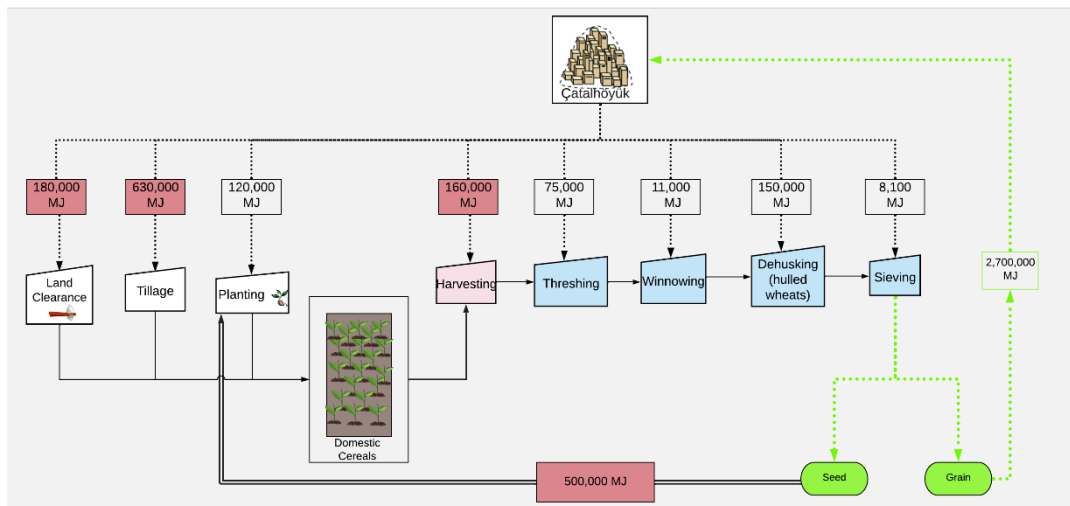 Çatalhöyük
180,000
MJ
630,000
MJ
120,000
MJ
160,000
MJ
75,000
MJ
11,000
MJ
150,000
MJ
8,100
MJ
2,700,000
MJ
Land
Clearance
Tillage
Planting
Harvesting
Threshing
Winnowing
Dehusking
(hulled
wheats)
Sieving
Domestic
Cereals
500,000 MJ
Seed
Grain